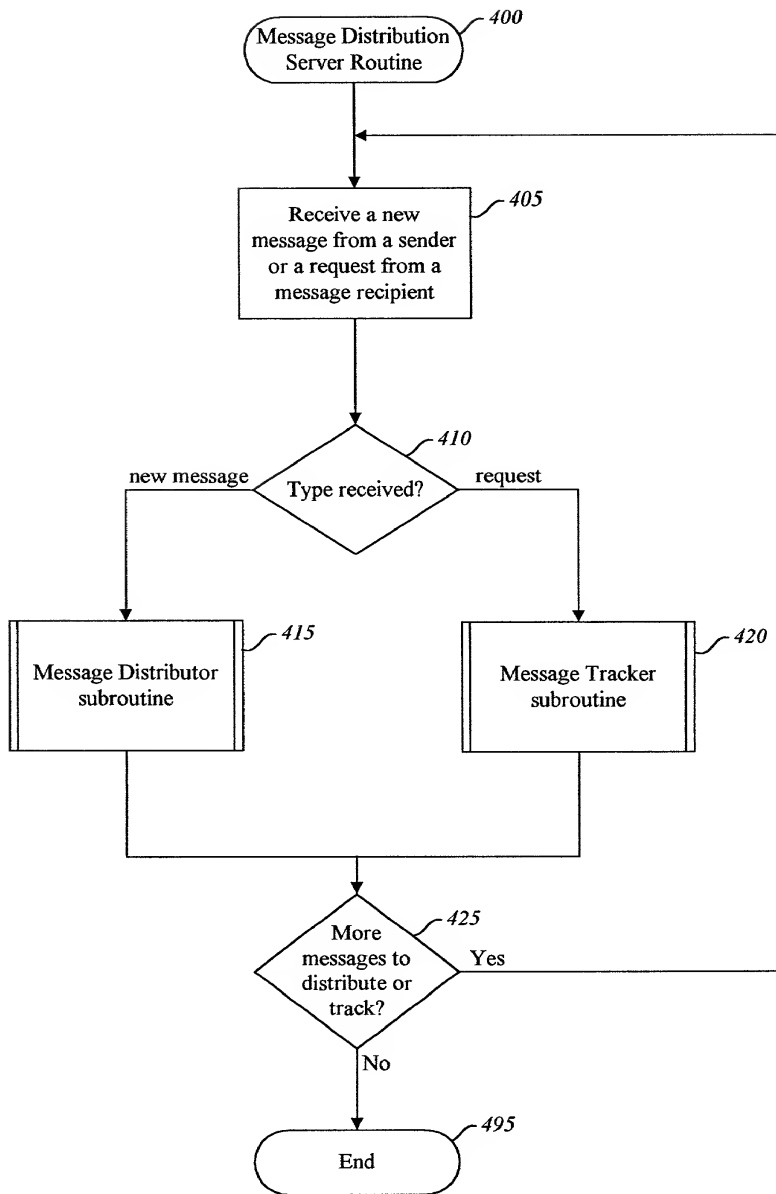 Message Distribution
Server Routine
400
Receive a new
message from a sender
or a request from a
message recipient
405
410
Type received?
new message
request
Message Distributor
subroutine
415
Message Tracker
subroutine
420
More
messages to
distribute or
track?
425
Yes
No
End
495